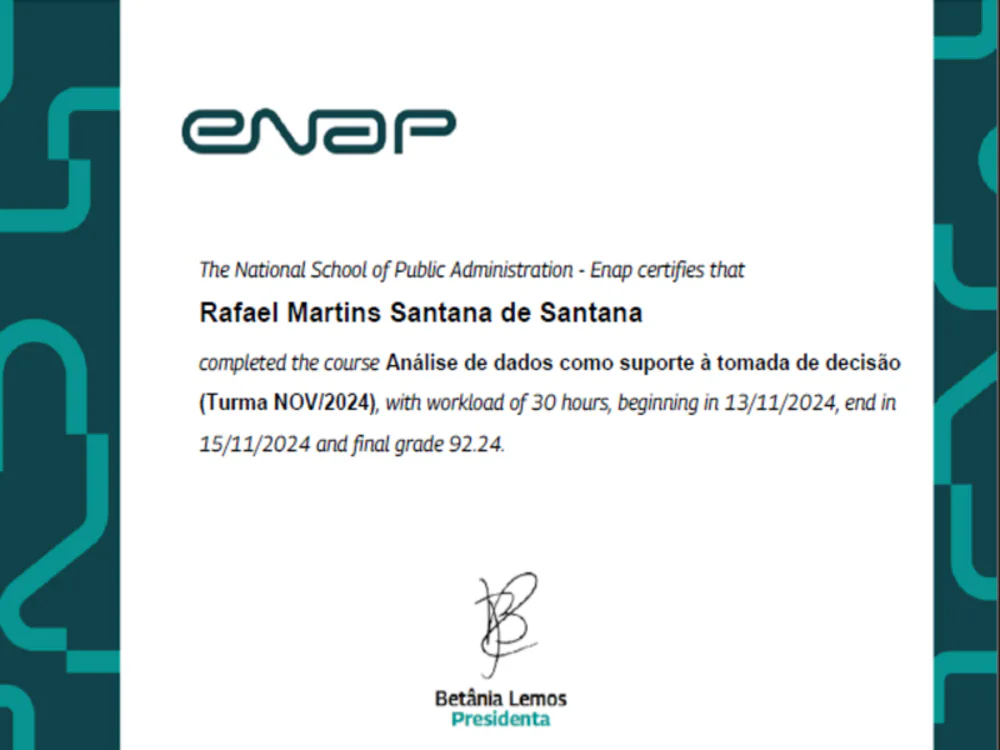 enap
The National School of Public Administration - Enap certifies that
Rafael Martins Santana de Santana
completed the course Análise de dados como suporte à tomada de decisão
(Turma NOV/2024), with workload of 30 hours, beginning in 13/11/2024, end in
15/11/2024 and final grade 92.24.
Betânia Lemos
Presidenta